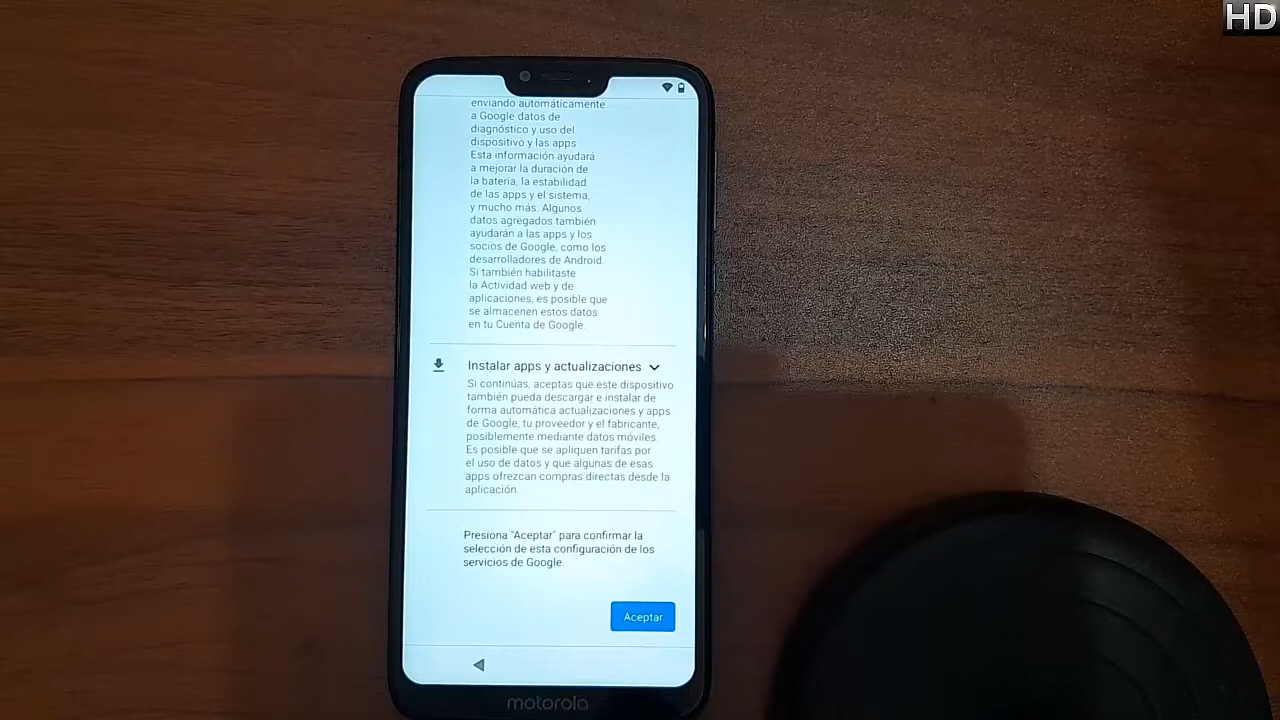 HD
enviando automáticamente
a Google datos de
diagnóstico y uso del
dispositivo y las apps
Esta información ayudará
a mejorar la duración de
la batería, la estabilidad
de las apps y el sistema,
y mucho más. Algunos
datos agregados también
ayudarán a las apps y los
socios de Google, como los
desarrolladores de Android.
Si también habilitaste
la Actividad web y de
aplicaciones, es posible que
se almacenen estos datos
en tu Cuenta de Google.
Instalar apps y actualizaciones
Si continúas, aceptas que este dispositivo
también pueda descargar e instalar de
forma automática actualizaciones y apps
de Google, tu proveedor y el fabricante,
posiblemente mediante datos móviles.
Es posible que se apliquen tarifas por
el uso de datos y que algunas de esas
apps ofrezcan compras directas desde la
aplicación.
Presiona "Aceptar" para confirmar la
selección de esta configuración de los
servicios de Google.
Aceptar
motorola